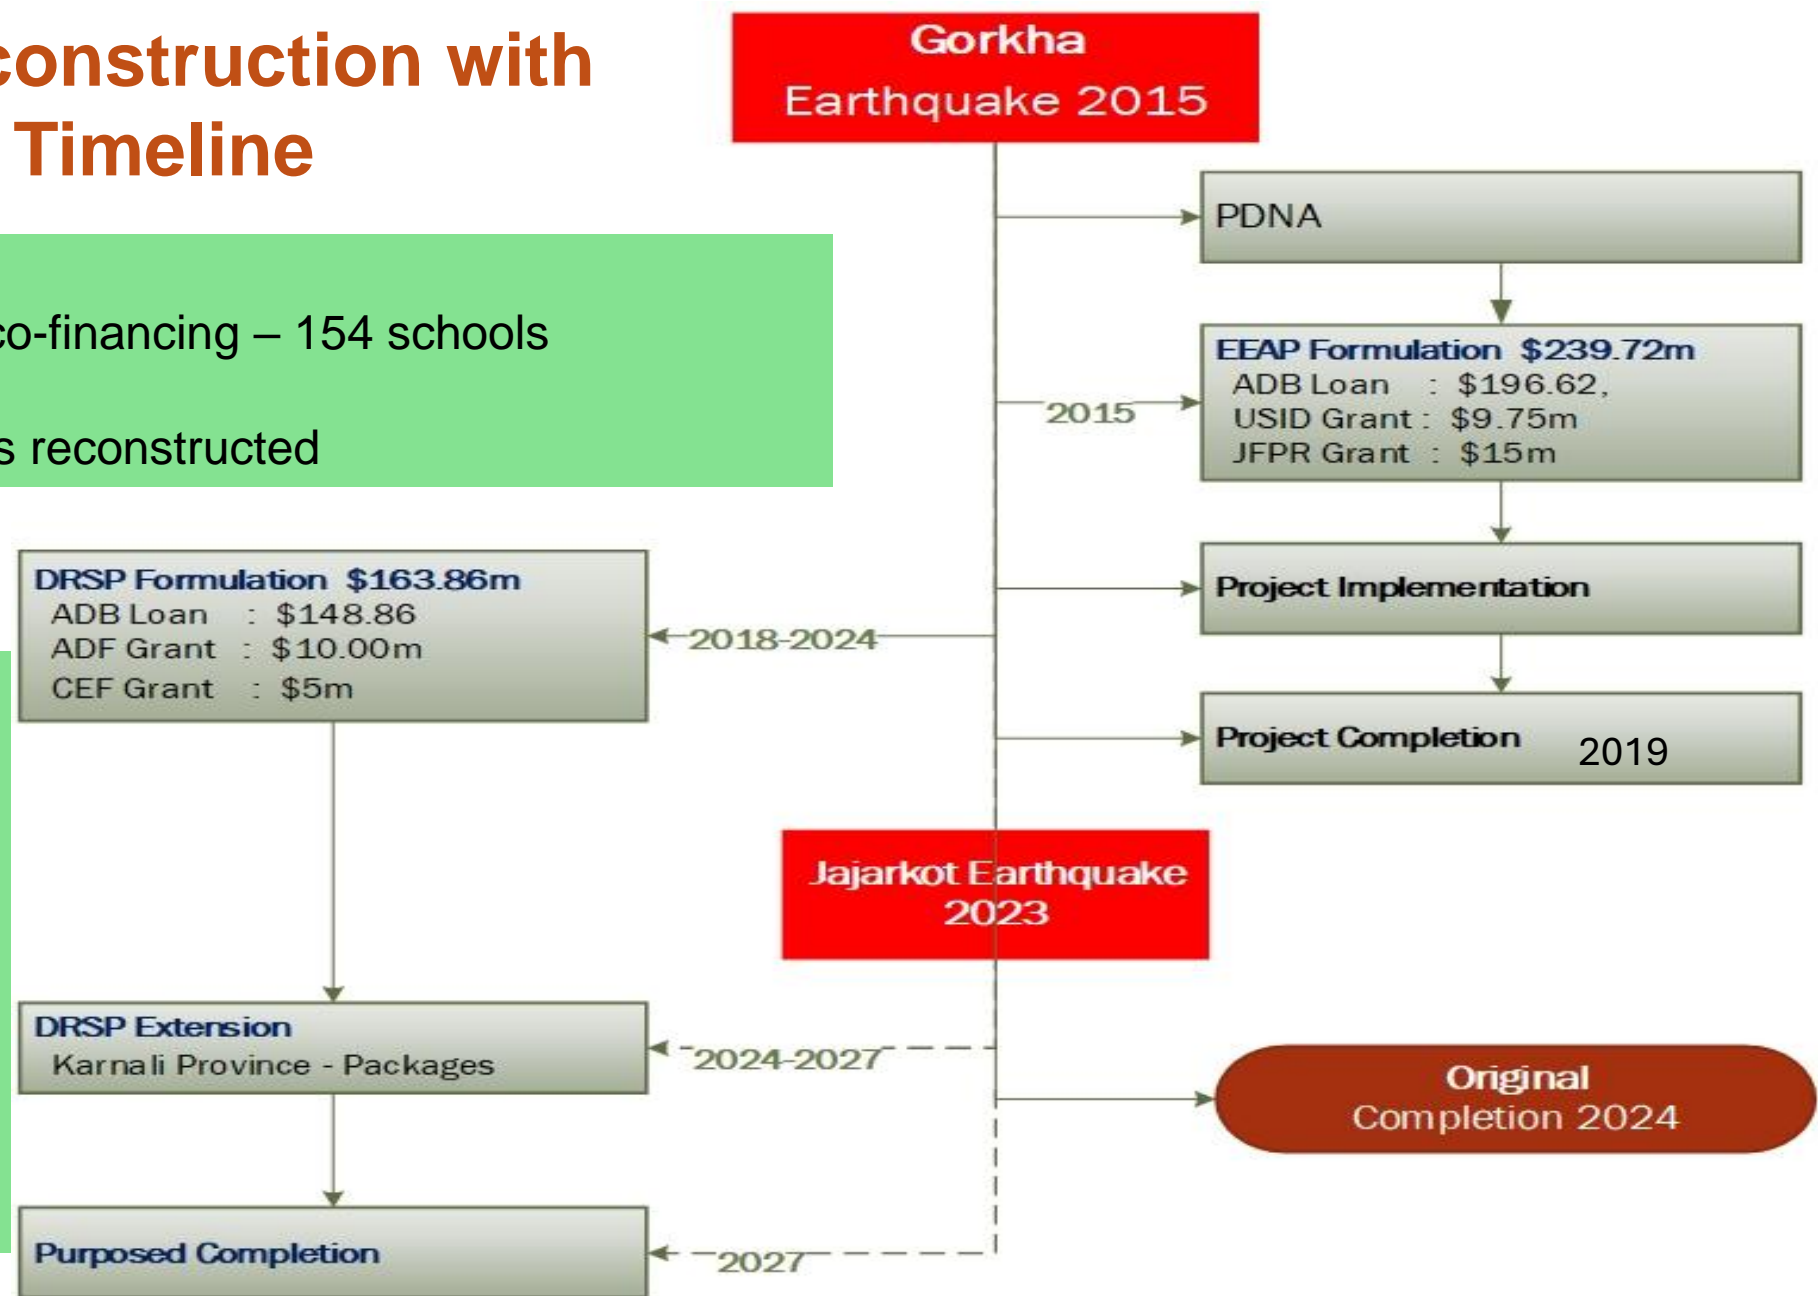 construction with
Timeline
co-financing – 154 schools
s reconstructed
Gorkha
Earthquake 2015
PDNA
EEAP Formulation $239.72m
ADB Loan : $196.62,
USID Grant : $9.75m
JFPR Grant : $15m
2015
Project Implementation
Project Completion 2019
DRSP Formulation $163.86m
ADB Loan : $148.86
ADF Grant : $10.00m
CEF Grant : $5m
2018-2024
Jajarkot Earthquake
2023
DRSP Extension
Karnali Province - Packages
2024-2027
Original
Completion 2024
Purposed Completion
2027